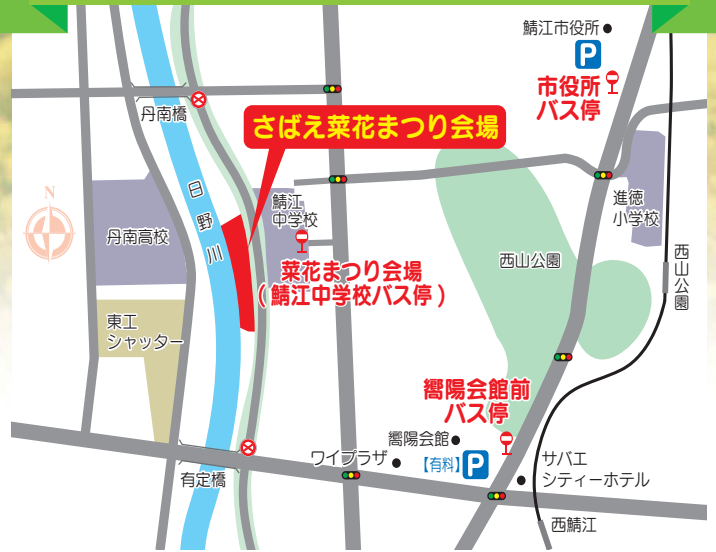 鯖江市役所
P
市役所
バス停
丹南橋
さばえ菜花まつり会場
N
日野川
鯖江
中学校
進徳
小学校
丹南高校
西山公園
西山公園
菜花まつり会場
(鯖江中学校バス停)
東工
シャッター
嚮陽会館前
バス停
嚮陽会館
ワイプラザ
【有料】P
サバエ
シティーホテル
有定橋
西鯖江